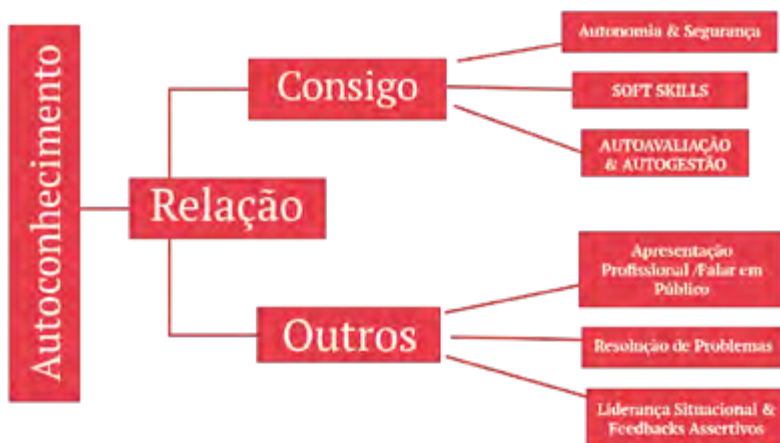 Autoconhecimento
Relação
Consigo
Autonomia & Segurança
SOFT SKILLS
AUTOAVALIAÇÃO
& AUTOGESTÃO
Outros
Apresentação
Profissional /Falar em
Público
Resolução de Problemas
Liderança Situacional &
Feedbacks Assertivos